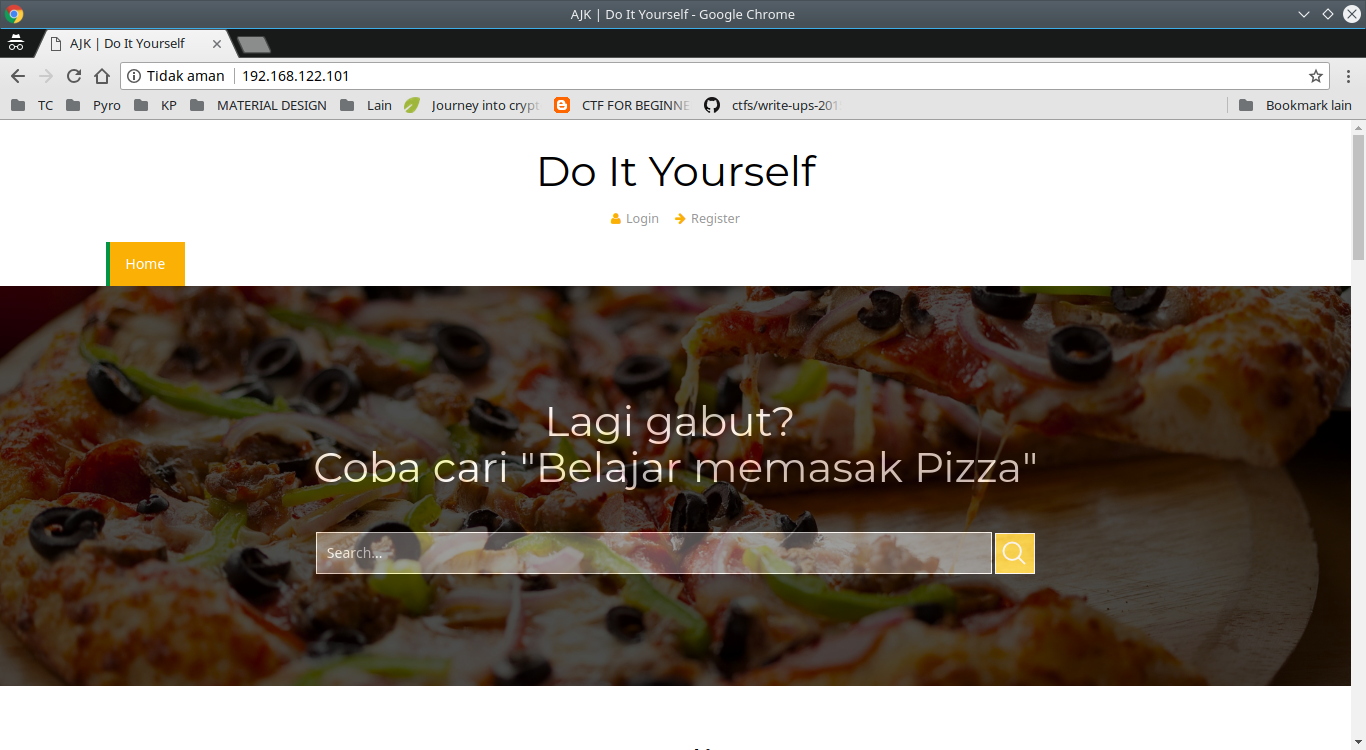 AJK | Do It Yourself - Google Chrome
AJK | Do It Yourself
Tidak aman 192.168.122.101
TC Pyro KP MATERIAL DESIGN Lain Journey into crypt CTF FOR BEGINNE ctfs/write-ups-201 Bookmark lain
Do It Yourself
Login Register
Home
Lagi gabut?
Coba cari "Belajar memasak Pizza"
Search...